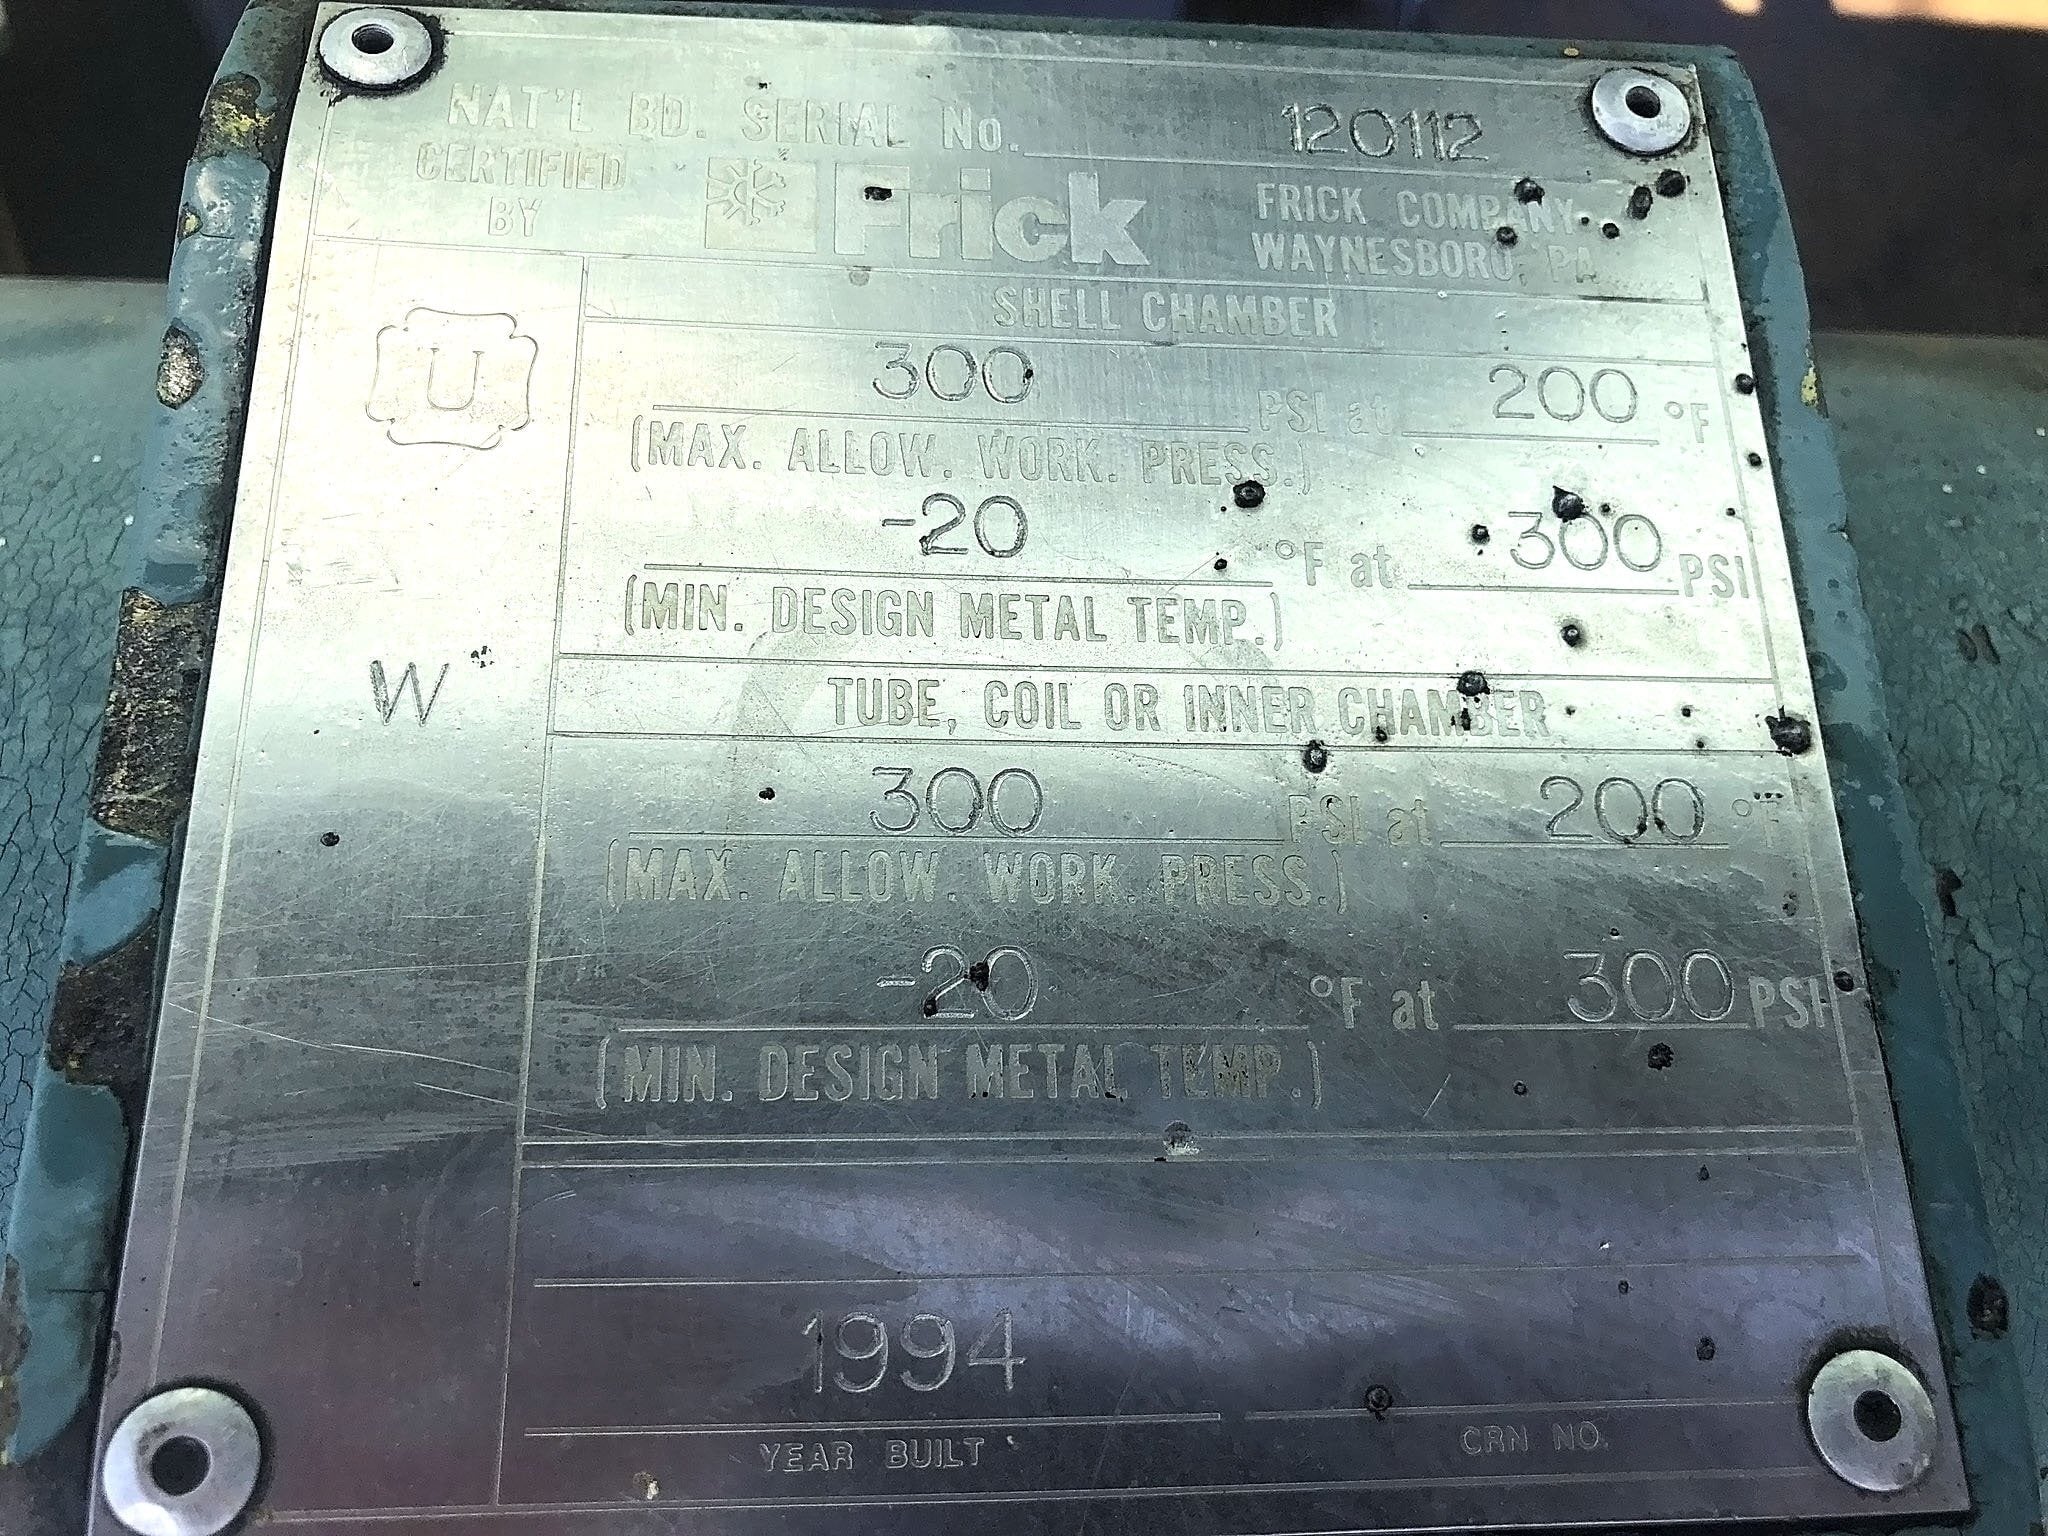 NAT'L BD. SERIAL No. 120112
CERTIFIED BY
Frick
FRICK COMPANY
WAYNESBORO, PA
U
W
SHELL CHAMBER
300 PSI at 200 °F
(MAX. ALLOW. WORK. PRESS.)
-20 °F at 300 PSI
(MIN. DESIGN METAL TEMP.)
TUBE, COIL OR INNER CHAMBER
300 PSI at 200 °F
(MAX. ALLOW. WORK. PRESS.)
-20 °F at 300 PSI
(MIN. DESIGN METAL TEMP.)
1994
YEAR BUILT
CRN NO.